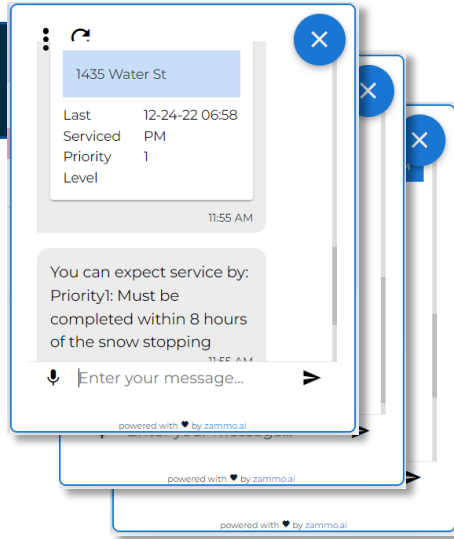 1435 Water St
Last 12-24-22 06:58
Serviced PM
Priority 1
Level
11:55 AM
You can expect service by:
Priority1: Must be
completed within 8 hours
of the snow stopping
11:55 AM
Enter your message...
powered with ♥ by zammo.ai
Enter your message...
powered with ♥ by zammo.ai
powered with ♥ by zammo.ai